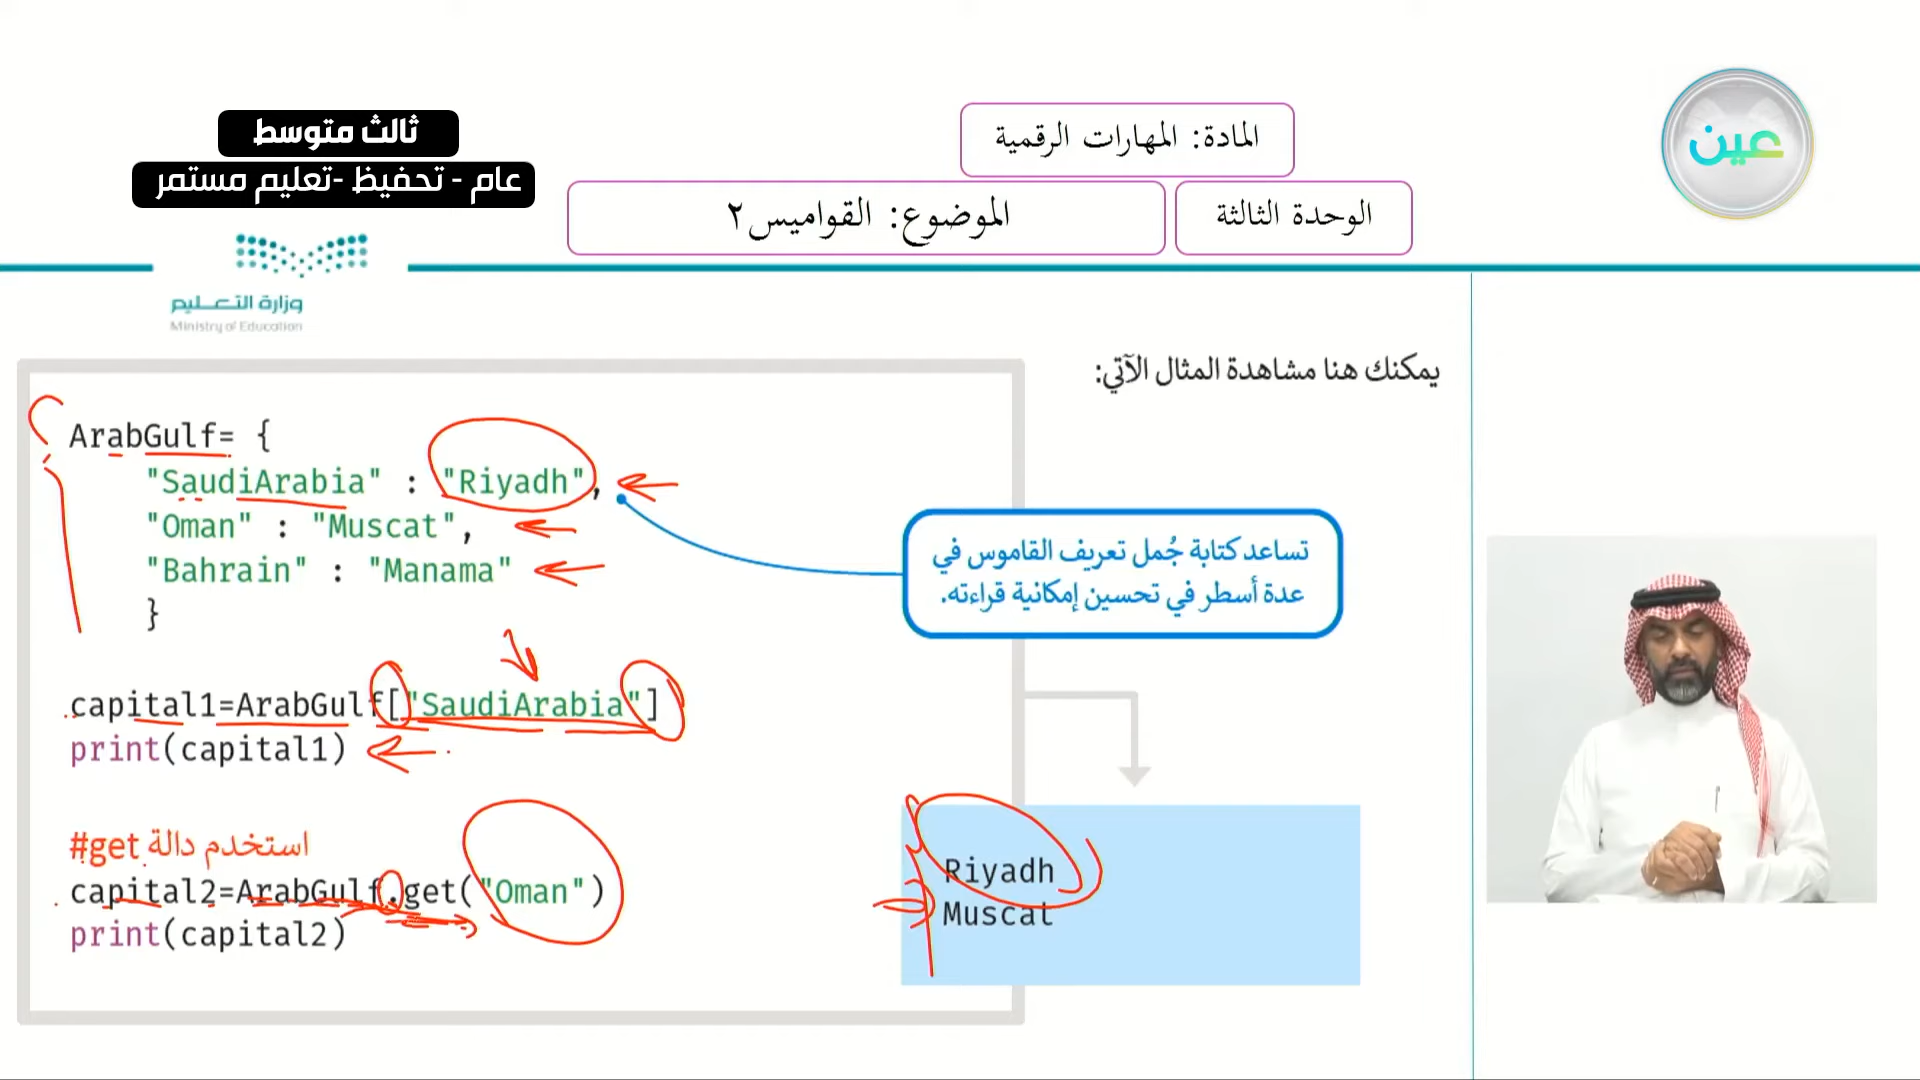 ثالث متوسط
عام - تحفيظ -تعليم مستمر
المادة: المهارات الرقمية
الوحدة الثالثة
الموضوع: القواميس٢
عين
وزارة التعليم
Ministry of Education
يمكنك هنا مشاهدة المثال الآتي:
ArabGulf= {
"SaudiArabia" : "Riyadh",
"Oman" : "Muscat",
"Bahrain" : "Manama"
}
تساعد كتابة جُمل تعريف القاموس في
عدة أسطر في تحسين إمكانية قراءته.
capital1=ArabGulf["SaudiArabia"]
print(capital1)
#get استخدم دالة
capital2=ArabGulf.get("Oman")
print(capital2)
Riyadh
Muscat